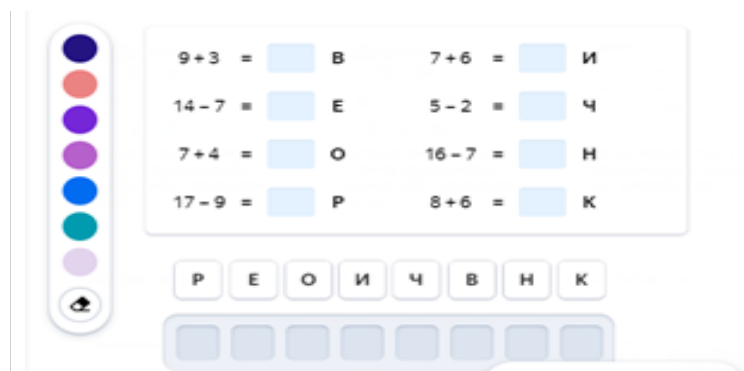 9+3 = В 7+6 = И
14–7 = Е 5–2 = Ч
7+4 = О 16–7 = Н
17–9 = Р 8+6 = К
Р Е О И Ч В Н К